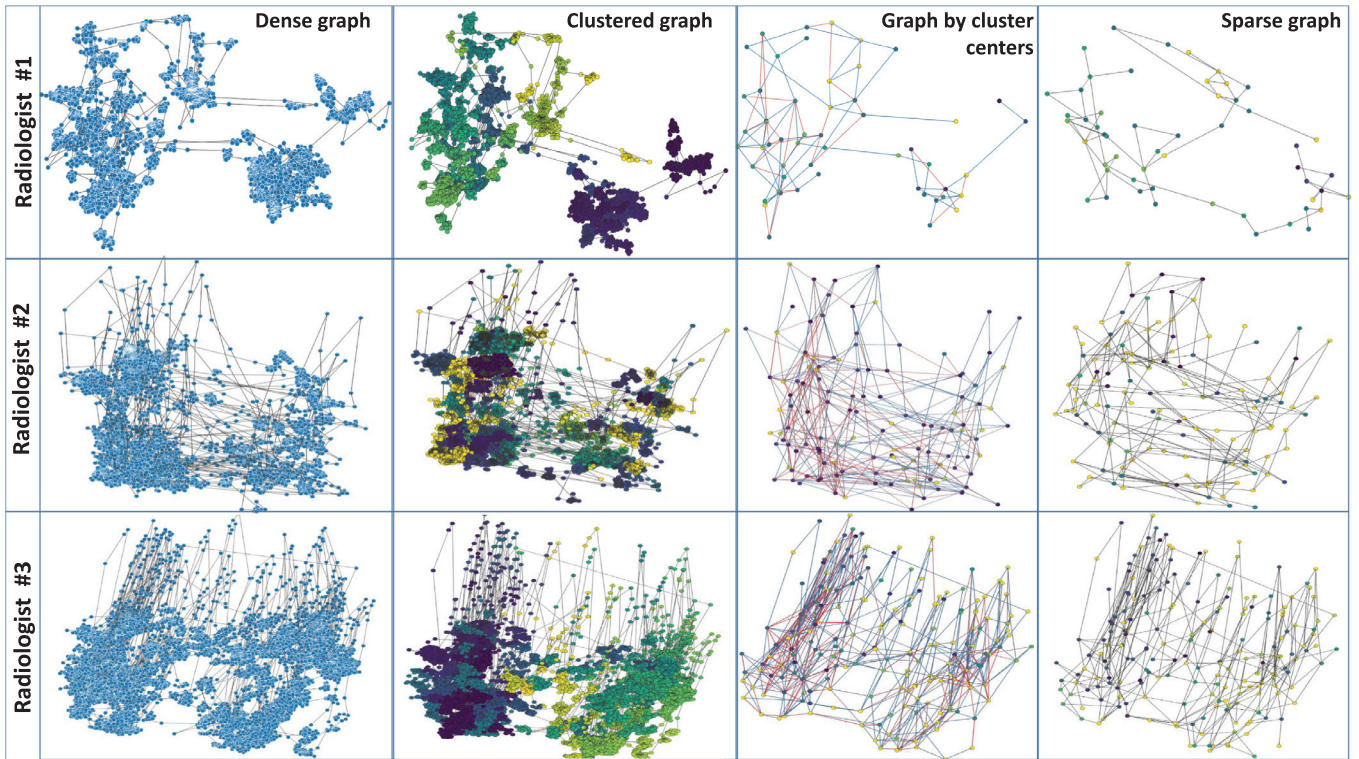 Dense graph
Clustered graph
Graph by cluster
centers
Sparse graph
Radiologist #1
Radiologist #2
Radiologist #3